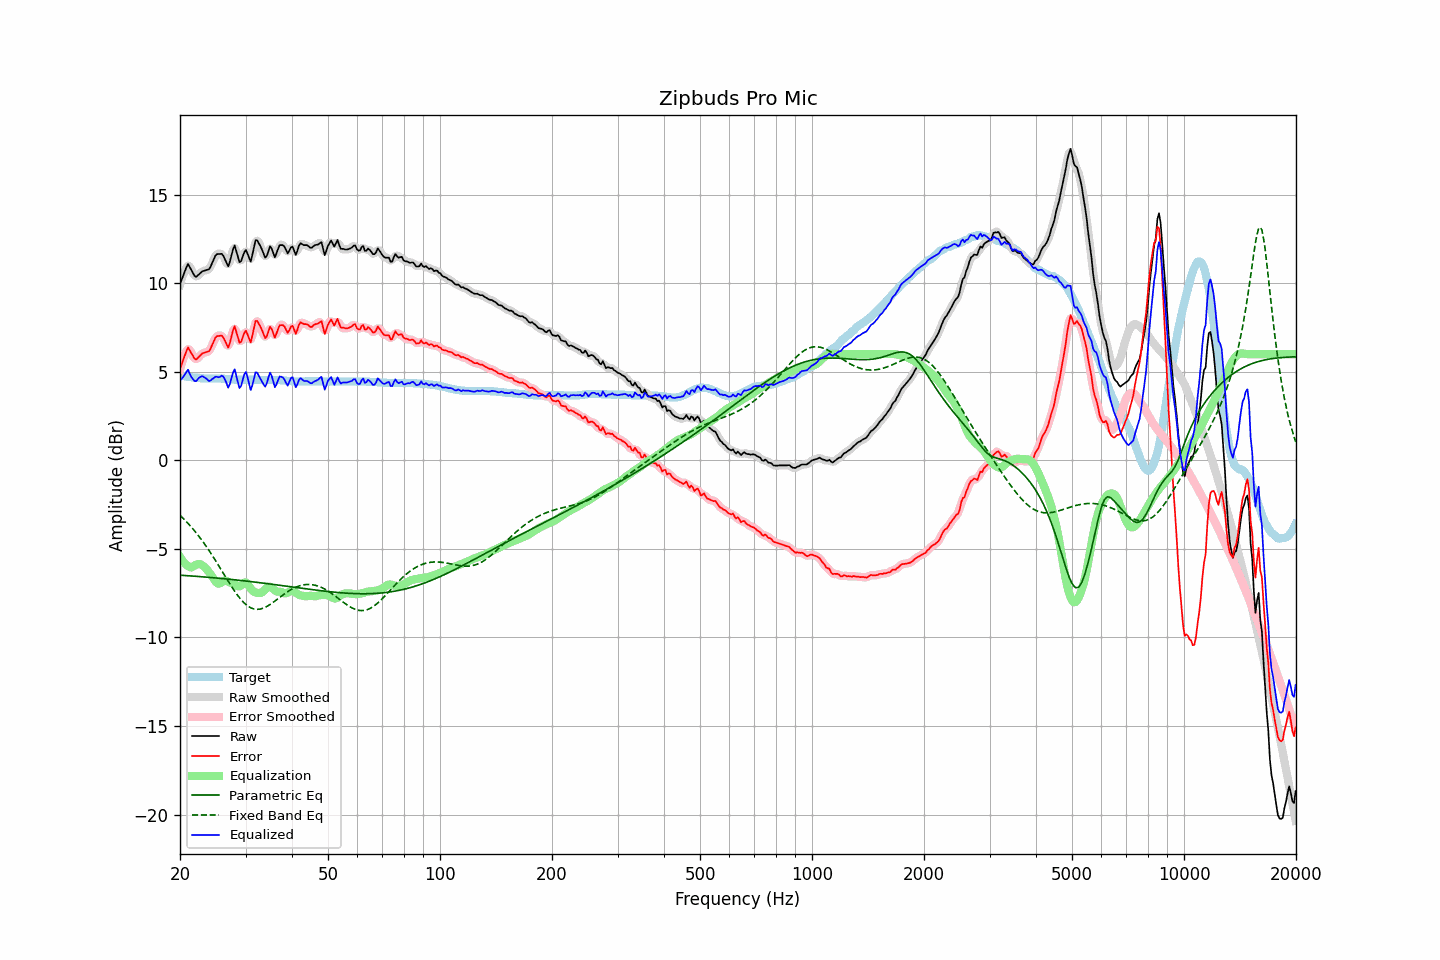 Zipbuds Pro Mic
Amplitude (dBr)
15
10
5
0
−5
−10
−15
−20
Target
Raw Smoothed
Error Smoothed
Raw
Error
Equalization
Parametric Eq
Fixed Band Eq
Equalized
20 50 100 200 500 1000 2000 5000 10000 20000
Frequency (Hz)